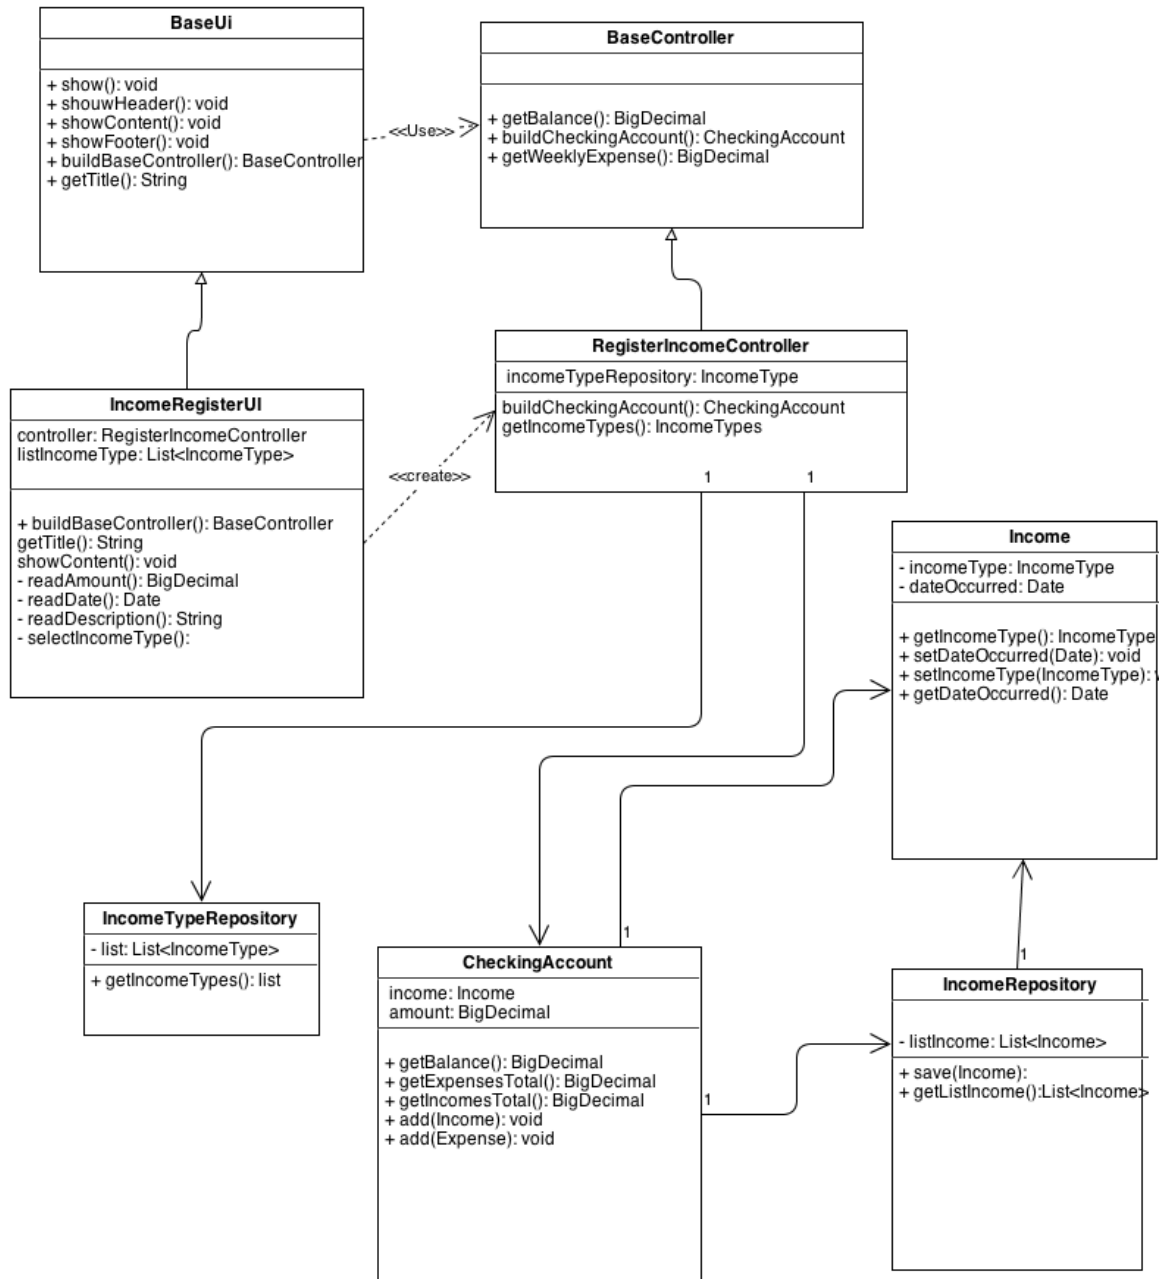 BaseUi
+ show(): void
+ shouwHeader(): void
+ showContent(): void
+ showFooter(): void
+ buildBaseController(): BaseController
+ getTitle(): String
<<Use>>
BaseController
+ getBalance(): BigDecimal
+ buildCheckingAccount(): CheckingAccount
+ getWeeklyExpense(): BigDecimal
RegisterIncomeController
incomeTypeRepository: IncomeType
buildCheckingAccount(): CheckingAccount
getIncomeTypes(): IncomeTypes
1
1
IncomeRegisterUI
controller: RegisterIncomeController
listIncomeType: List<IncomeType>
+ buildBaseController(): BaseController
getTitle(): String
showContent(): void
- readAmount(): BigDecimal
- readDate(): Date
- readDescription(): String
- selectIncomeType():
<<create>>
Income
- incomeType: IncomeType
- dateOccurred: Date
+ getIncomeType(): IncomeType
+ setDateOccurred(Date): void
+ setIncomeType(IncomeType):
+ getDateOccurred(): Date
IncomeTypeRepository
- list: List<IncomeType>
+ getIncomeTypes(): list
1
CheckingAccount
income: Income
amount: BigDecimal
+ getBalance(): BigDecimal
+ getExpensesTotal(): BigDecimal
+ getIncomesTotal(): BigDecimal
+ add(Income): void
+ add(Expense): void
1
1
IncomeRepository
- listIncome: List<Income>
+ save(Income):
+ getListIncome():List<Income>